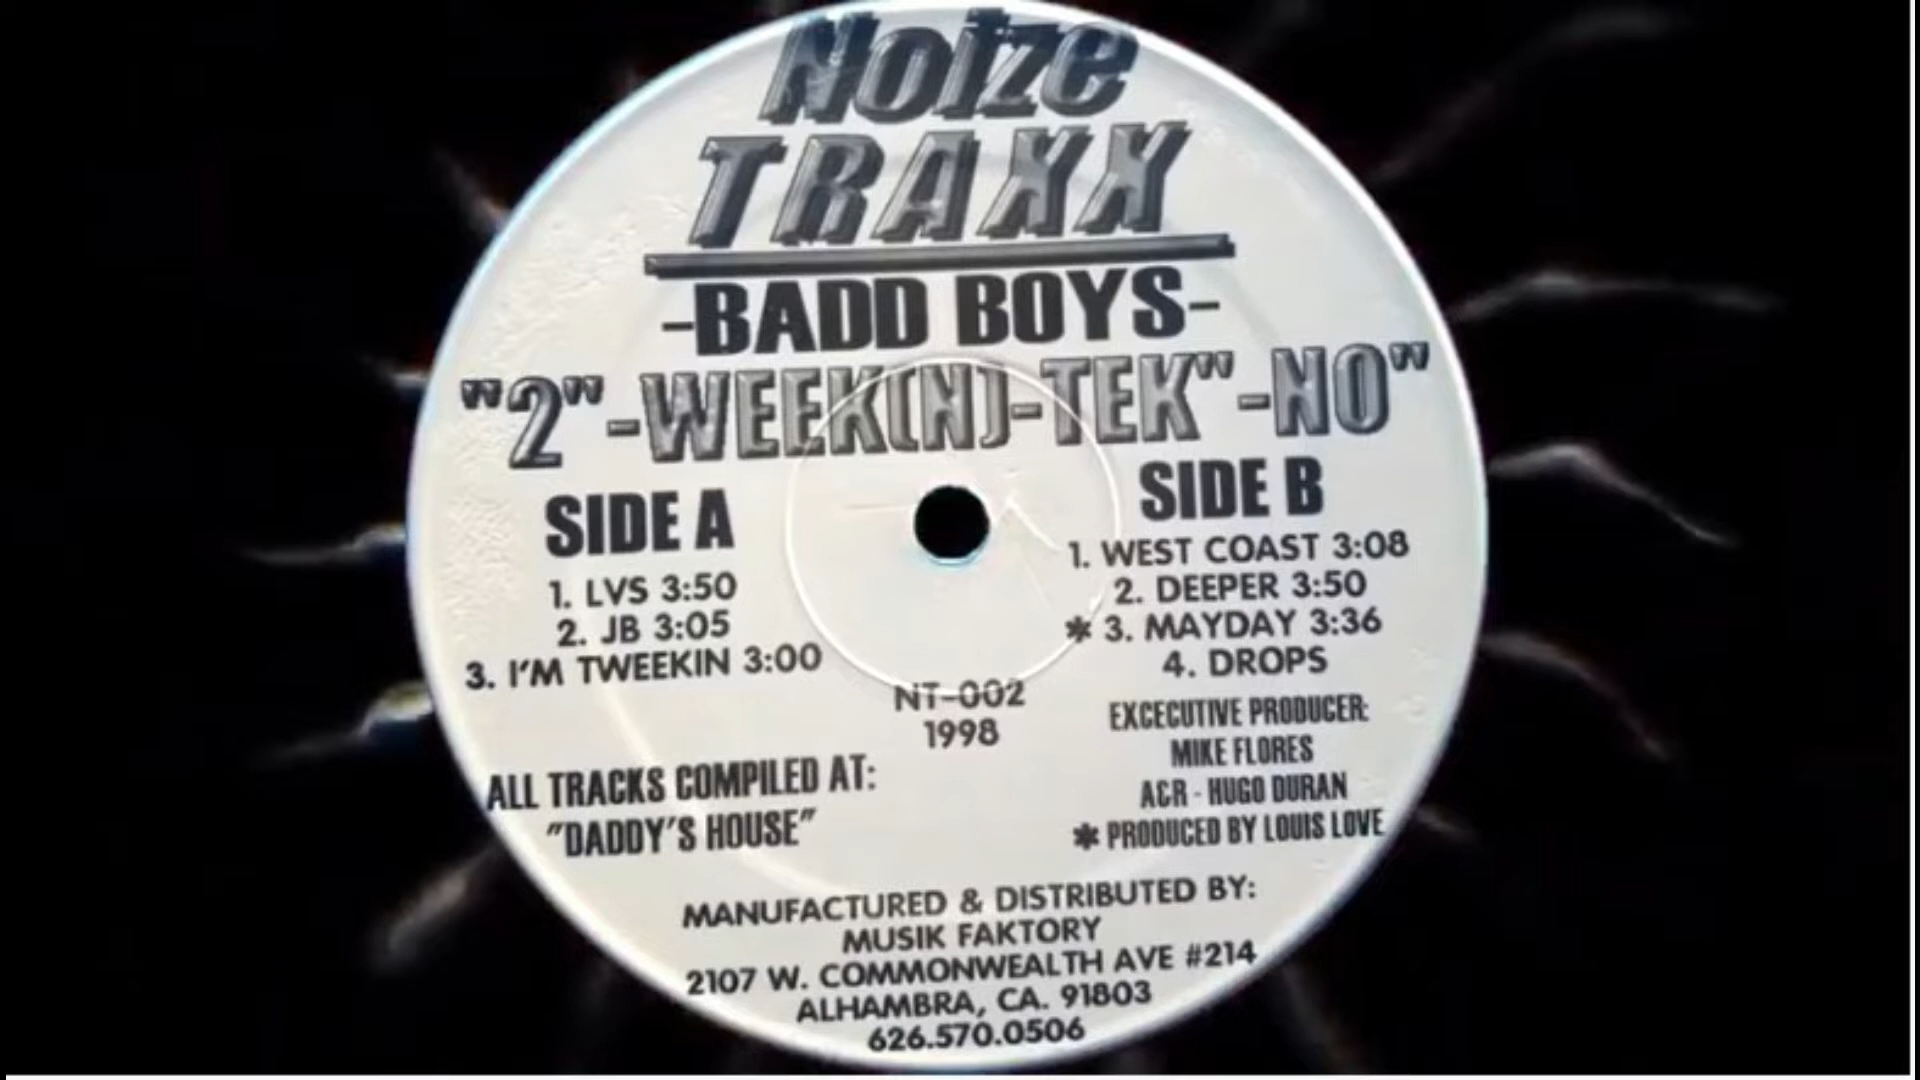 Noize
TRAXX
-BADD BOYS-
"2"-WEEK(N)-TEK"-NO"
SIDE A
1. LVS 3:50
2. JB 3:05
3. I'M TWEEKIN 3:00
SIDE B
1. WEST COAST 3:08
2. DEEPER 3:50
* 3. MAYDAY 3:36
4. DROPS
NT-002
1998
ALL TRACKS COMPILED AT:
"DADDY'S HOUSE"
EXCECUTIVE PRODUCER:
MIKE FLORES
A&R - HUGO DURAN
* PRODUCED BY LOUIS LOVE
MANUFACTURED & DISTRIBUTED BY:
MUSIK FAKTORY
2107 W. COMMONWEALTH AVE #214
ALHAMBRA, CA. 91803
626.570.0506